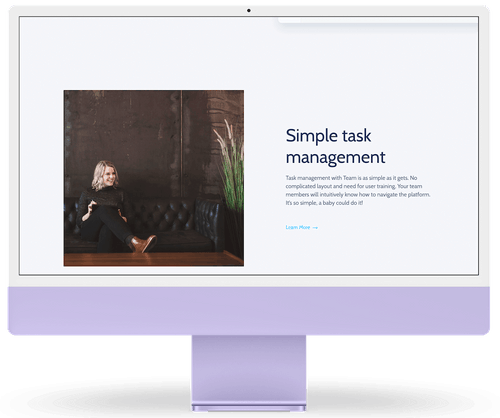 Simple task
management
Task management with Team is as simple as it gets. No
complicated layout and need for user training. Your team
members will intuitively know how to navigate the platform.
It's so simple, a baby could do it!
Learn More →